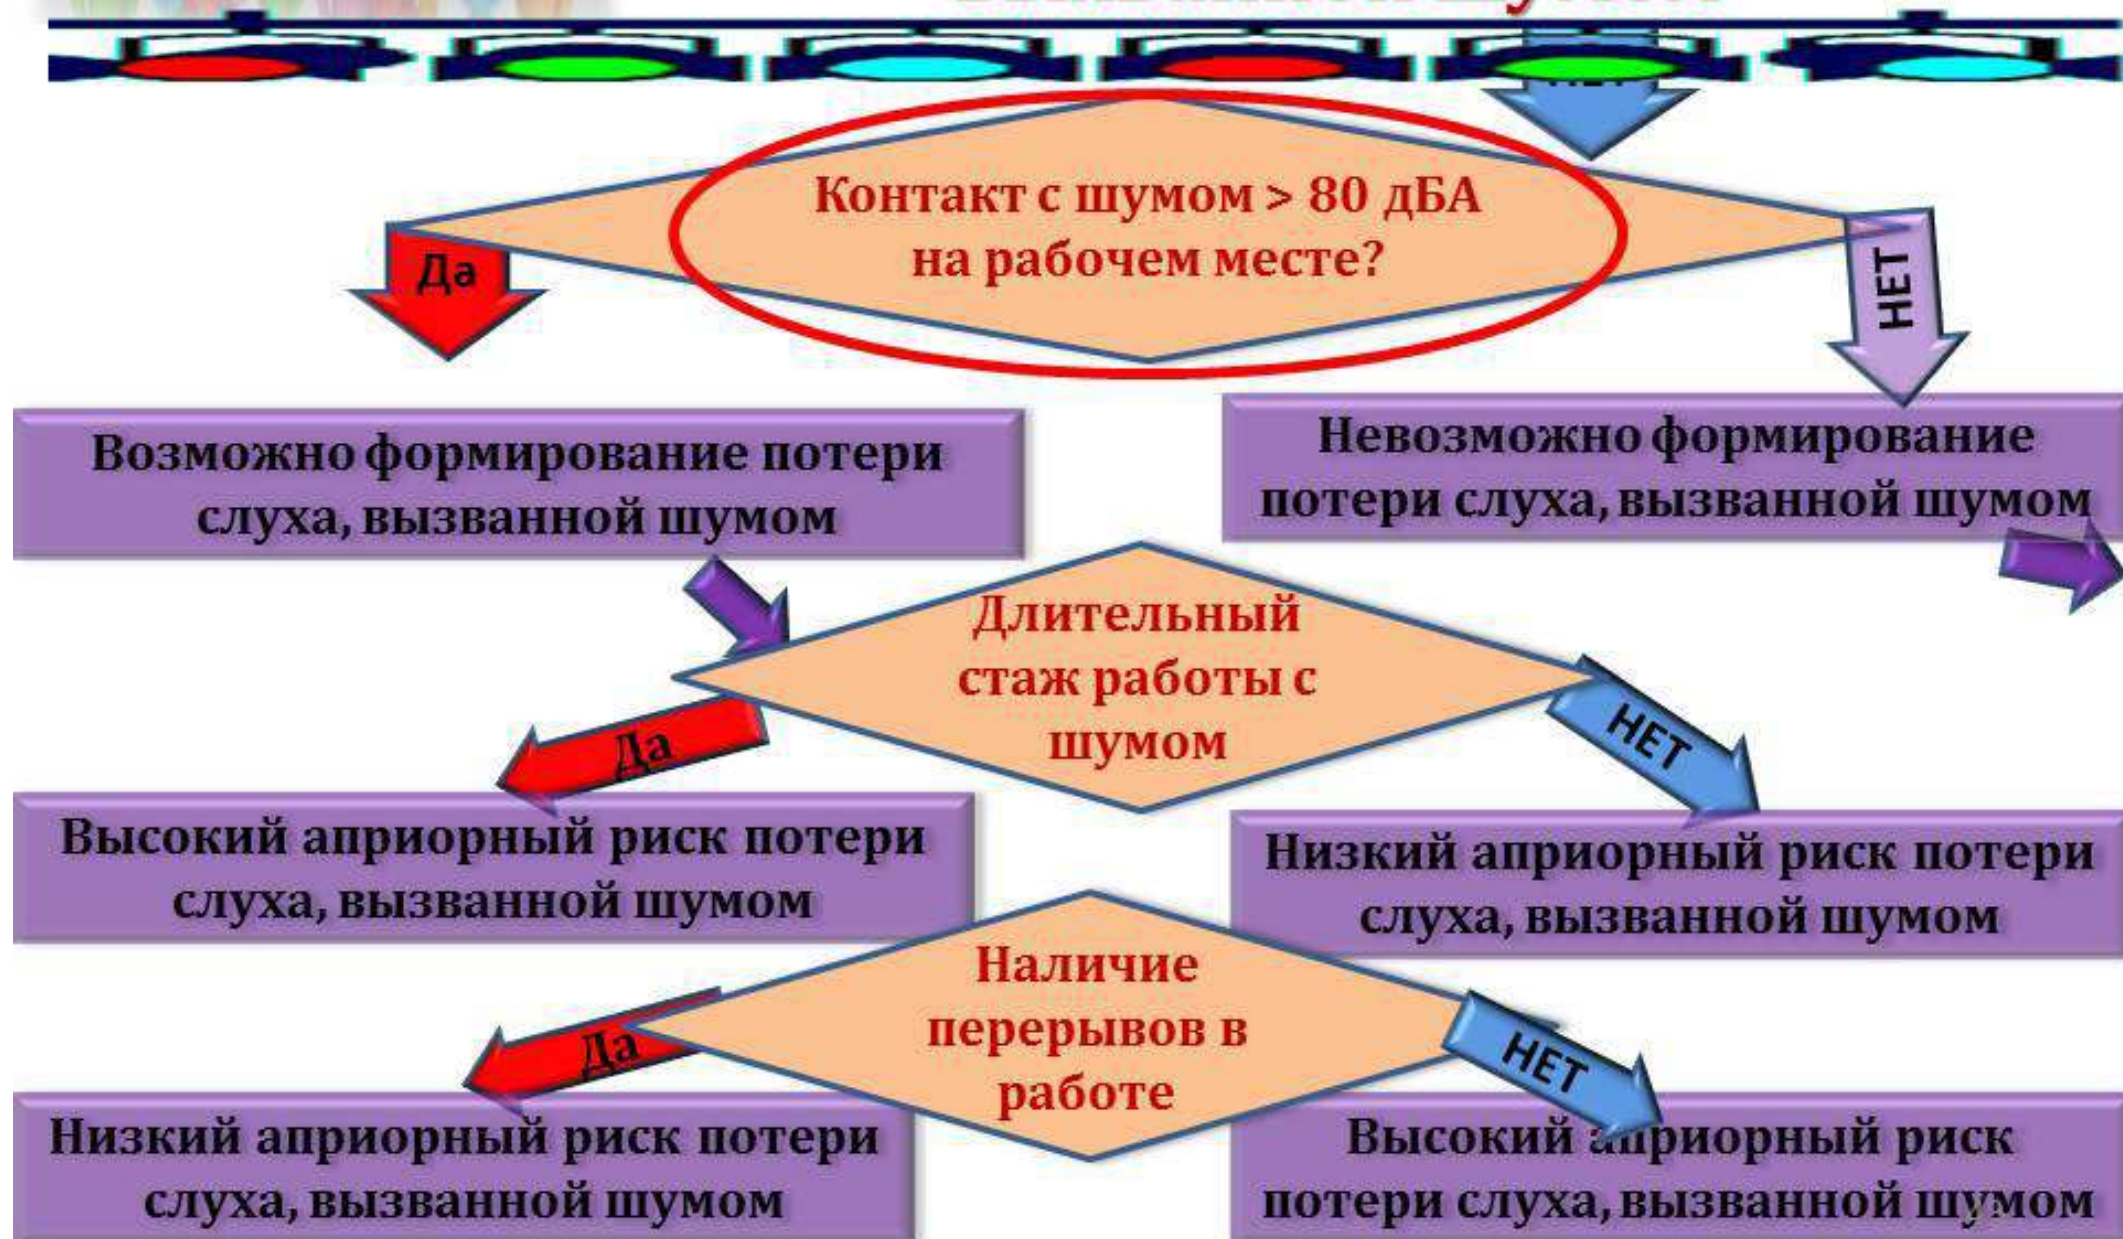 Контакт с шумом > 80 дБА
на рабочем месте?
Да
НЕТ
Возможно формирование потери
слуха, вызванной шумом
Невозможно формирование
потери слуха, вызванной шумом
Длительный
стаж работы с
шумом
Да
НЕТ
Высокий априорный риск потери
слуха, вызванной шумом
Низкий априорный риск потери
слуха, вызванной шумом
Наличие
перерывов в
работе
Да
НЕТ
Низкий априорный риск потери
слуха, вызванной шумом
Высокий априорный риск
потери слуха, вызванной шумом